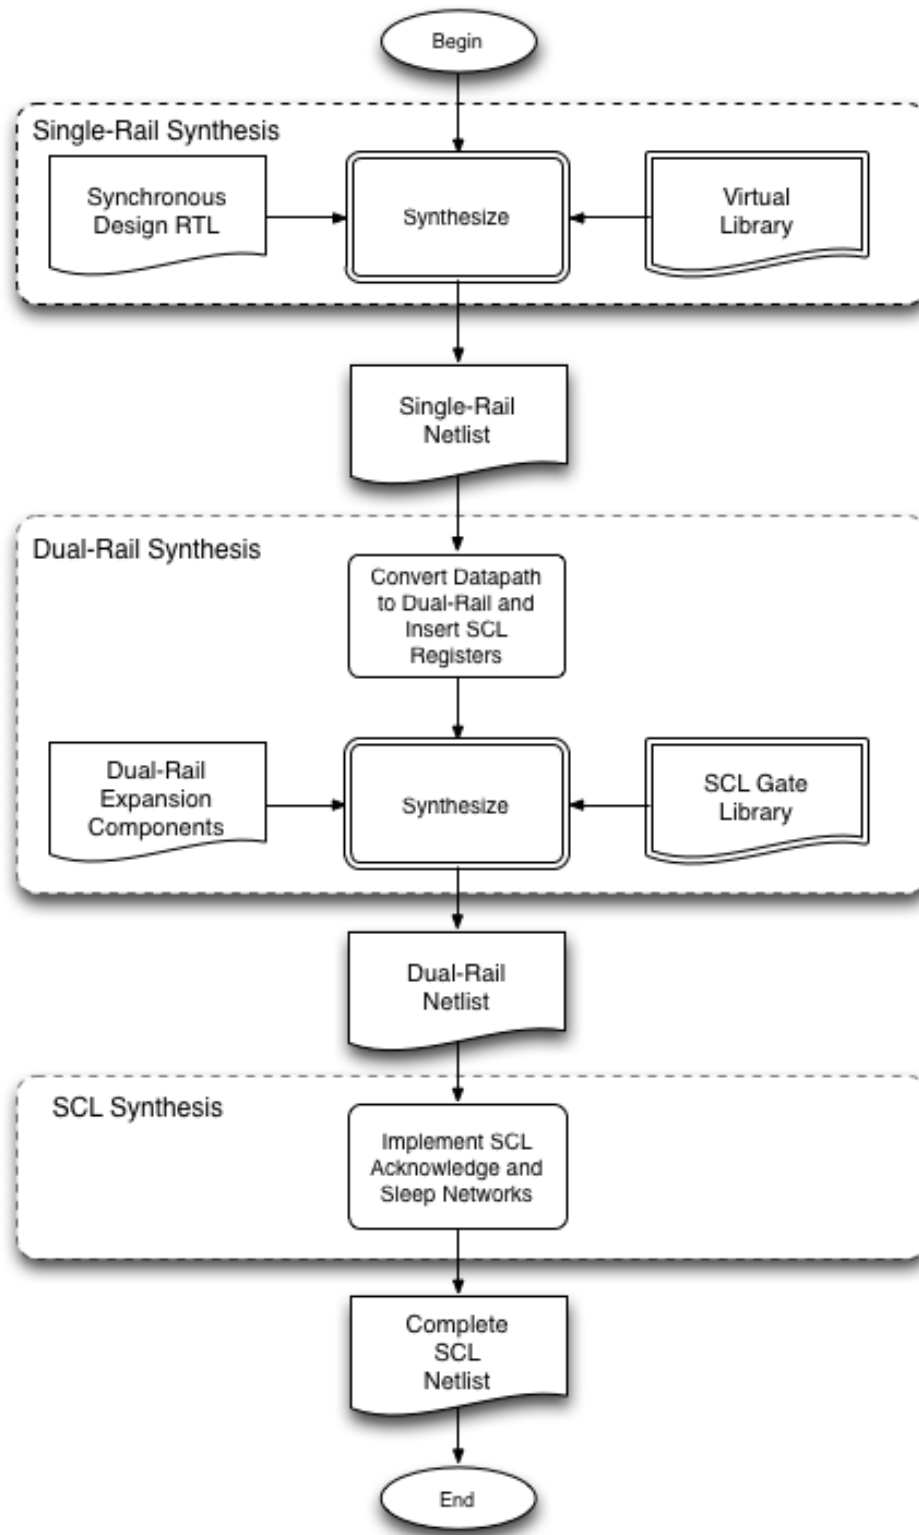 Begin
Single-Rail Synthesis
Synchronous
Design RTL
Synthesize
Virtual
Library
Single-Rail
Netlist
Dual-Rail Synthesis
Convert Datapath
to Dual-Rail and
Insert SCL
Registers
Dual-Rail
Expansion
Components
Synthesize
SCL Gate
Library
Dual-Rail
Netlist
SCL Synthesis
Implement SCL
Acknowledge and
Sleep Networks
Complete
SCL
Netlist
End